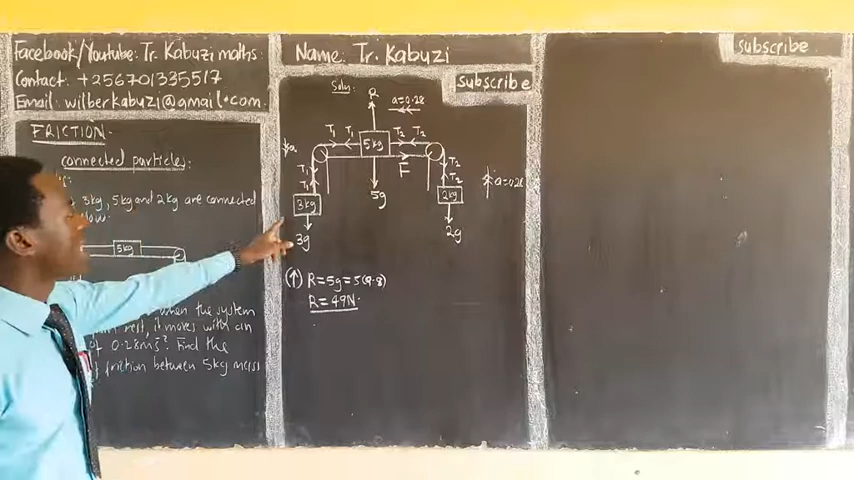 Facebook/Youtube: Tr. Kabuzi maths
Contact: +256701335517
Email: wilberkabuzi@gmail.com
FRICTION.
connected particles:
3kg, 5kg and 2kg are connected
5kg
when the system
rest, it moves with an
of 0.28ms². Find the
friction between 5kg mass
Name: Tr. Kabuzi
subscribe
Soln:
R
a=0.28
T₁ T₁ 5kg T₂ T₂
a
F
T₁ T₂
T₁ T₂
3kg 5g 2kg a=0.28
3g 2g
(↑) R=5g=5(9.8)
R=49N.
subscribe